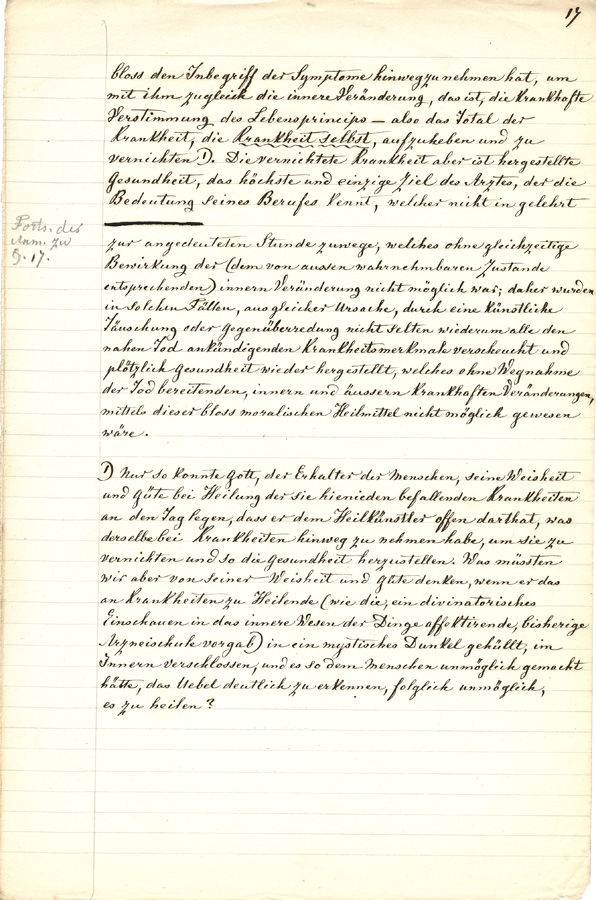 17
bloss den Inbegriff der Symptome hinwegzunehmen hat, um
mit ihm zugleich die innere Veränderung, das ist, die krankhafte
Verstimmung des Lebensprincips — also das Total der
Krankheit, die Krankheit selbst, aufzuheben und zu
vernichten 1). Die vernichtete Krankheit aber ist hergestellte
Gesundheit, das höchste und einzige Ziel des Arztes, der die
Bedeutung seines Berufes kennt, welcher nicht in gelehrt
Forts. der
Anm. zu
§. 17.
zur angedeuteten Stunde zuwege, welches ohne gleichzeitige
Bewirkung der (dem von aussen wahrnehmbaren Zustande
entsprechenden) innern Veränderung nicht möglich war; daher wurden
in solchen Fällen, aus gleicher Ursache, durch eine künstliche
Täuschung oder Gegenüberredung nicht selten wiederum alle den
nahen Tod ankündigenden Krankheitsmerkmale verscheucht und
plötzlich Gesundheit wieder hergestellt, welches ohne Wegnahme
der Tod bereitenden, innern und äussern krankhaften Veränderungen,
mittels dieser bloss moralischen Heilmittel nicht möglich gewesen
wäre.
1) Nur so konnte Gott, der Erhalter der Menschen, seine Weisheit
und Güte bei Heilung der sie hienieden befallenden Krankheiten
an den Tag legen, dass er dem Heilkünstler offen darthat, was
derselbe bei Krankheiten hinweg zu nehmen habe, um sie zu
vernichten und so die Gesundheit herzustellen. Was müssten
wir aber von seiner Weisheit und Güte denken, wenn er das
an Krankheiten zu Heilende (wie die, ein divinatorisches
Einschauen in das innere Wesen der Dinge affektirende, bisherige
Arzneischule vorgab) in ein mystisches Dunkel gehüllt, im
Innern verschlossen, und es so dem Menschen unmöglich gemacht
hätte, das Uebel deutlich zu erkennen, folglich unmöglich,
es zu heilen?